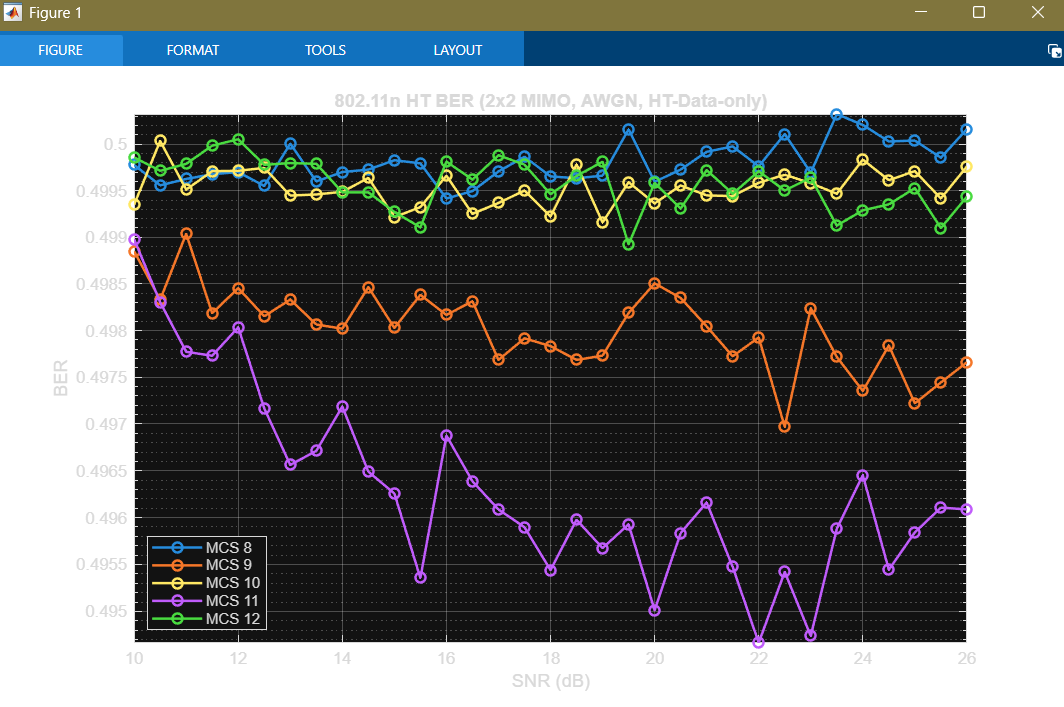 Figure 1
FIGURE FORMAT TOOLS LAYOUT
802.11n HT BER (2x2 MIMO, AWGN, HT-Data-only)
0.5
0.4995
0.499
0.4985
0.498
0.4975
0.497
0.4965
0.496
0.4955
0.495
BER
MCS 8
MCS 9
MCS 10
MCS 11
MCS 12
10 12 14 16 18 20 22 24 26
SNR (dB)